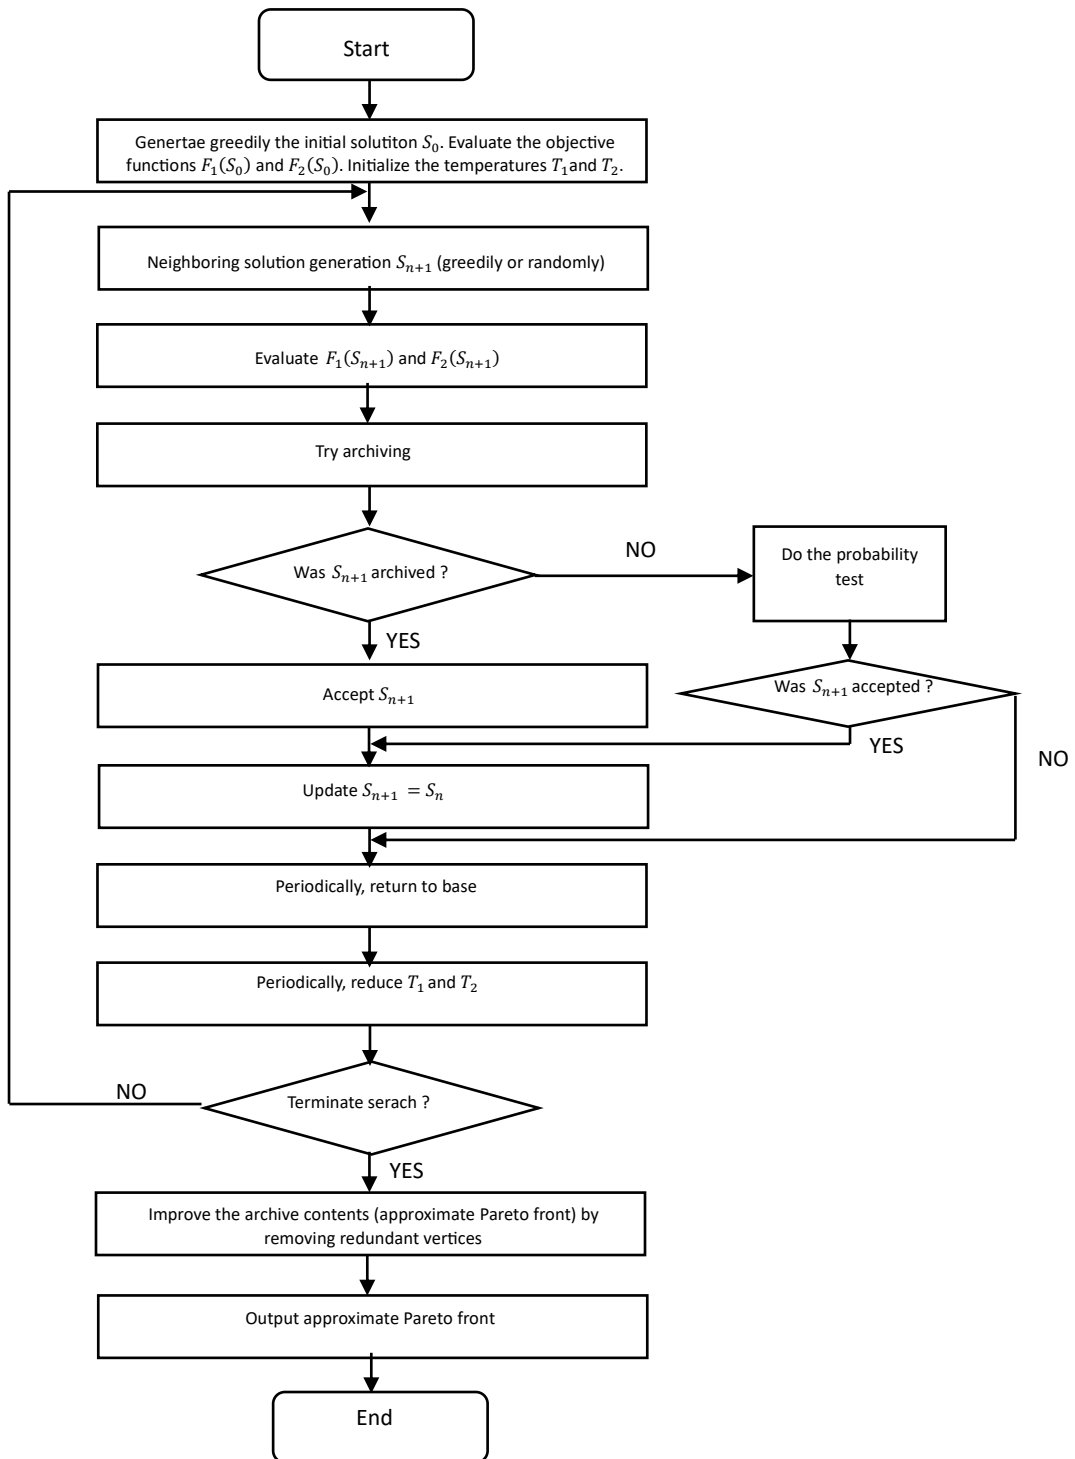 Start
Genertae greedily the initial solutiton S₀. Evaluate the objective
functions F₁(S₀) and F₂(S₀). Initialize the temperatures T₁and T₂.
Neighboring solution generation Sₙ₊₁ (greedily or randomly)
Evaluate F₁(Sₙ₊₁) and F₂(Sₙ₊₁)
Try archiving
Was Sₙ₊₁ archived ?
NO
Do the probability
test
YES
Accept Sₙ₊₁
Was Sₙ₊₁ accepted ?
YES
NO
Update Sₙ₊₁ = Sₙ
Periodically, return to base
Periodically, reduce T₁ and T₂
Terminate serach ?
NO
YES
Improve the archive contents (approximate Pareto front) by
removing redundant vertices
Output approximate Pareto front
End